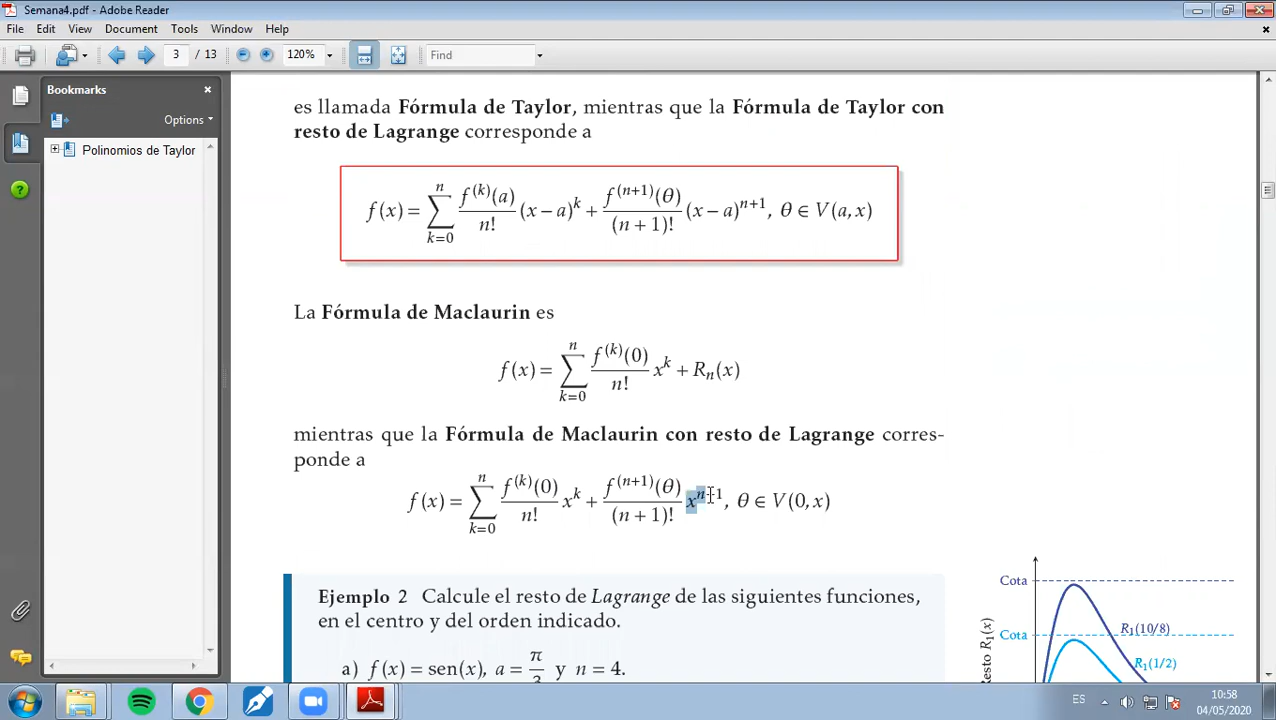 Semana4.pdf - Adobe Reader
File Edit View Document Tools Window Help
3 / 13 120% Find
Bookmarks
Options
Polinomios de Taylor
es llamada Fórmula de Taylor, mientras que la Fórmula de Taylor con
resto de Lagrange corresponde a
f(x) = ∑_{k=0}^{n} f^{(k)}(a)/n! (x − a)^k + f^{(n+1)}(θ)/(n + 1)! (x − a)^{n+1}, θ ∈ V(a, x)
La Fórmula de Maclaurin es
f(x) = ∑_{k=0}^{n} f^{(k)}(0)/n! x^k + R_n(x)
mientras que la Fórmula de Maclaurin con resto de Lagrange corres-
ponde a
f(x) = ∑_{k=0}^{n} f^{(k)}(0)/n! x^k + f^{(n+1)}(θ)/(n + 1)! x^{n+1}, θ ∈ V(0, x)
Ejemplo 2 Calcule el resto de Lagrange de las siguientes funciones,
en el centro y del orden indicado.
a) f(x) = sen(x), a = π/3 y n = 4.
Cota
Cota
R₁(10/8)
R₁(1/2)
Resto R₁(x)
ES
10:58
04/05/2020